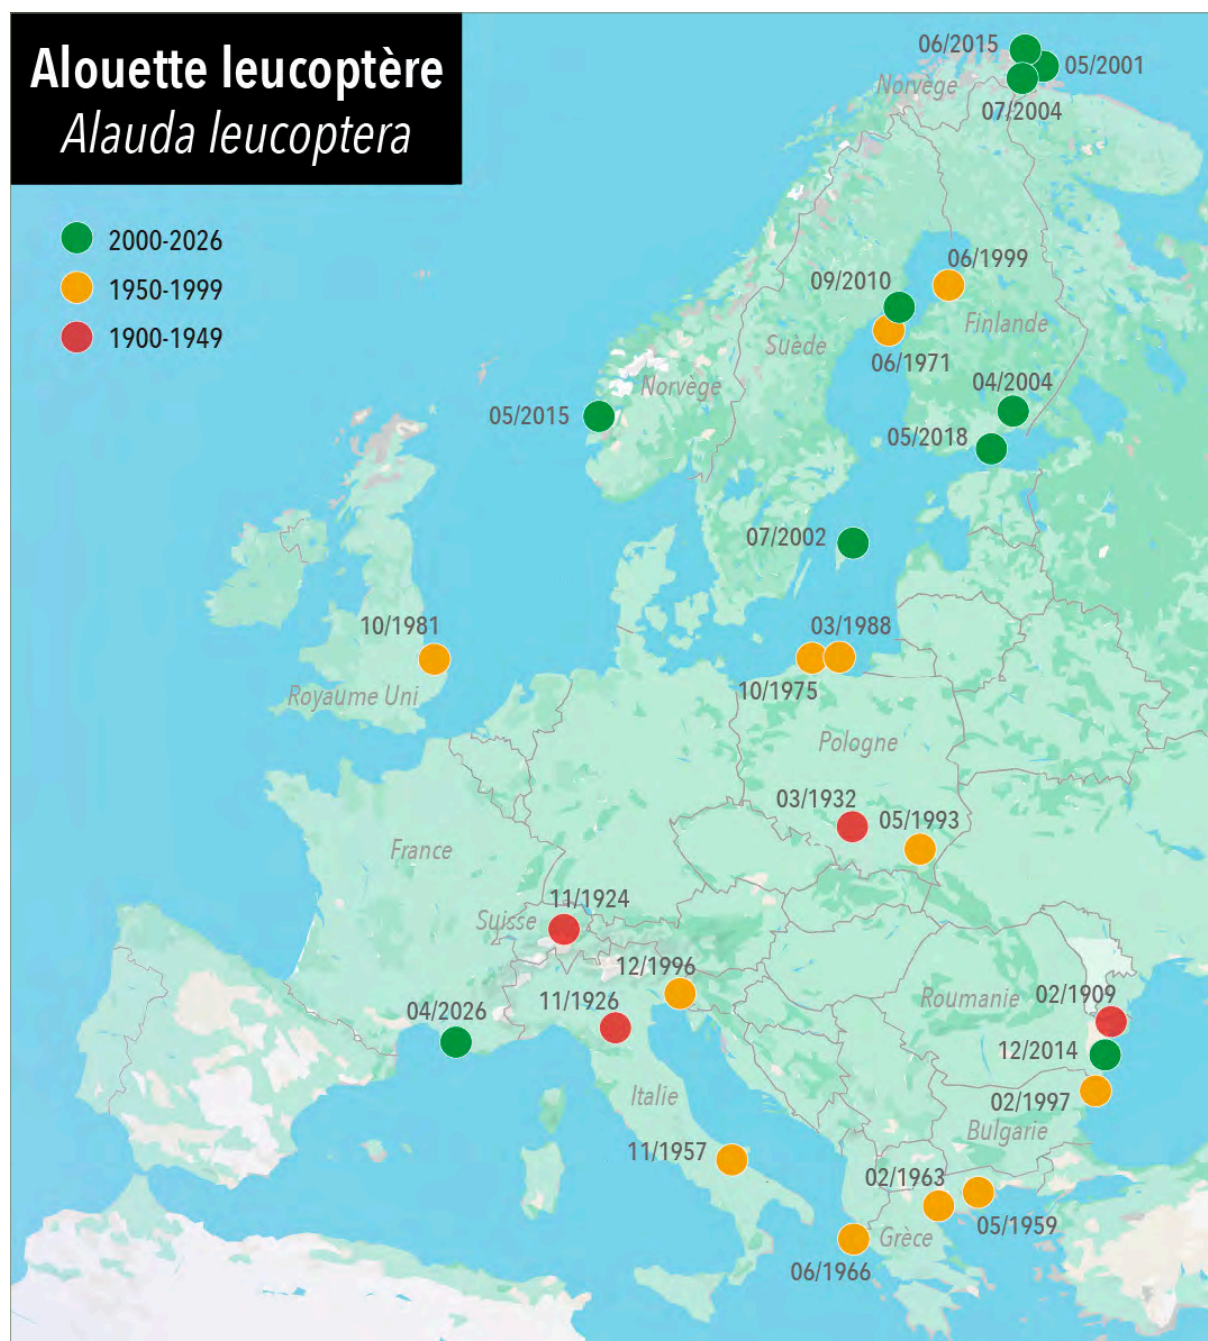 Alouette leucoptère
Alauda leucoptera
2000-2026
1950-1999
1900-1949
06/2015
05/2001
Norvège
07/2004
06/1999
09/2010
Finlande
Suède
06/1971
04/2004
Norvège
05/2015
05/2018
07/2002
10/1981
03/1988
10/1975
Royaume Uni
Pologne
03/1932
05/1993
France
11/1924
Suisse
12/1996
11/1926
Roumanie
02/1909
04/2026
12/2014
Italie
02/1997
Bulgarie
11/1957
02/1963
05/1959
Grèce
06/1966